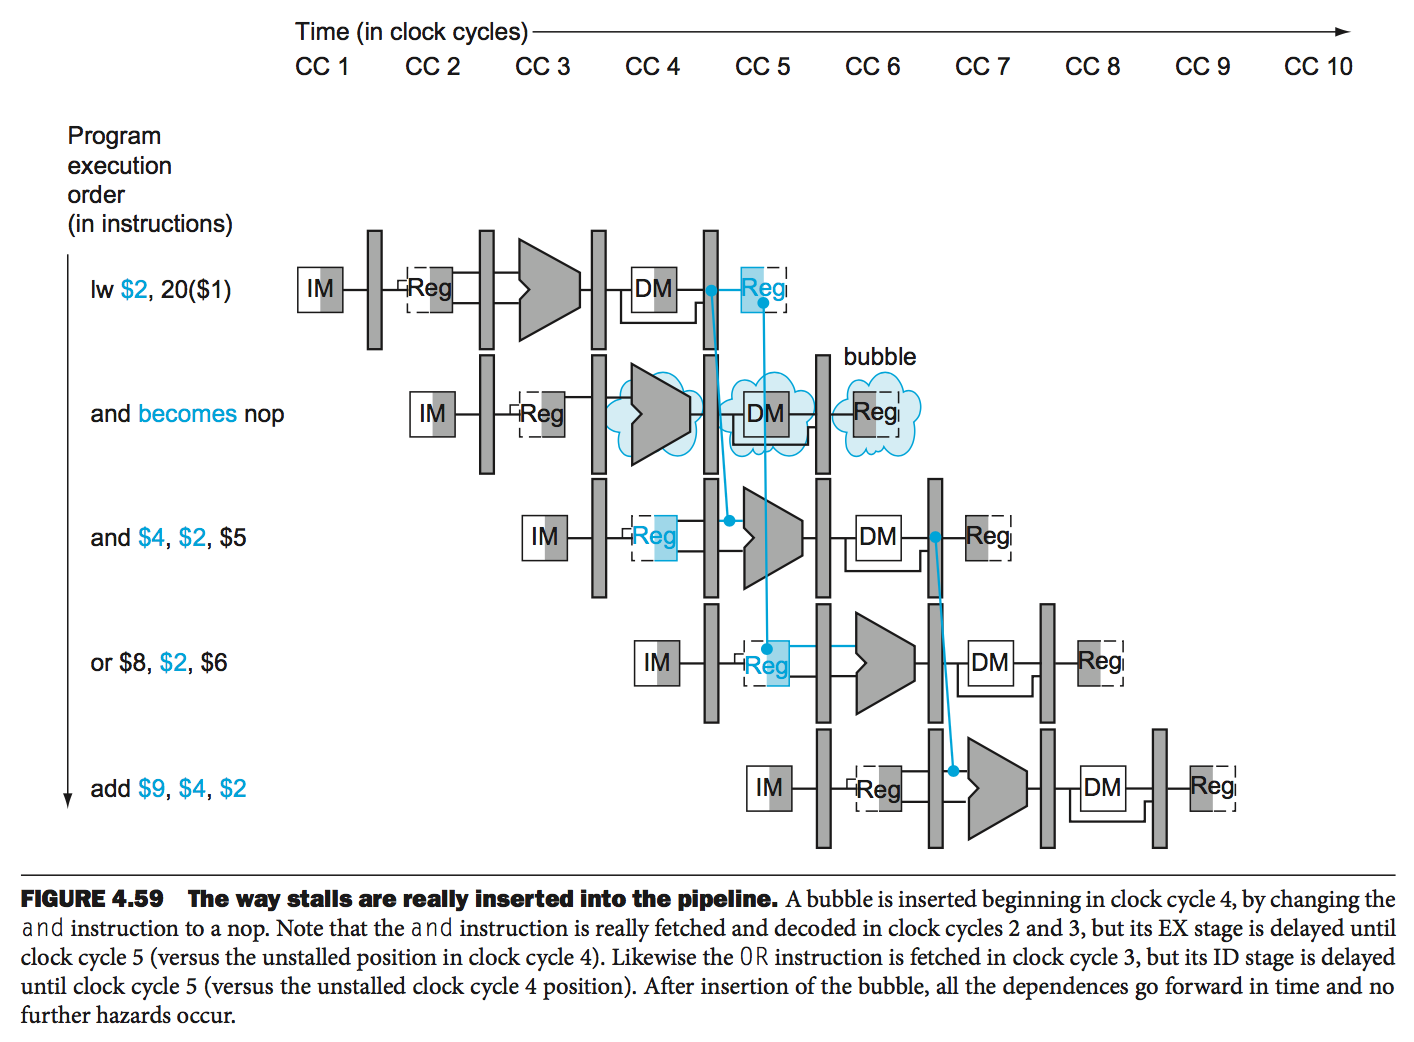 Time (in clock cycles)
CC 1 CC 2 CC 3 CC 4 CC 5 CC 6 CC 7 CC 8 CC 9 CC 10
Program
execution
order
(in instructions)
lw $2, 20($1)
IM Reg DM Reg
bubble
and becomes nop
IM Reg DM Reg
and $4, $2, $5
IM Reg DM Reg
or $8, $2, $6
IM Reg DM Reg
add $9, $4, $2
IM Reg DM Reg
FIGURE 4.59 The way stalls are really inserted into the pipeline. A bubble is inserted beginning in clock cycle 4, by changing the
and instruction to a nop. Note that the and instruction is really fetched and decoded in clock cycles 2 and 3, but its EX stage is delayed until
clock cycle 5 (versus the unstalled position in clock cycle 4). Likewise the OR instruction is fetched in clock cycle 3, but its ID stage is delayed
until clock cycle 5 (versus the unstalled clock cycle 4 position). After insertion of the bubble, all the dependences go forward in time and no
further hazards occur.